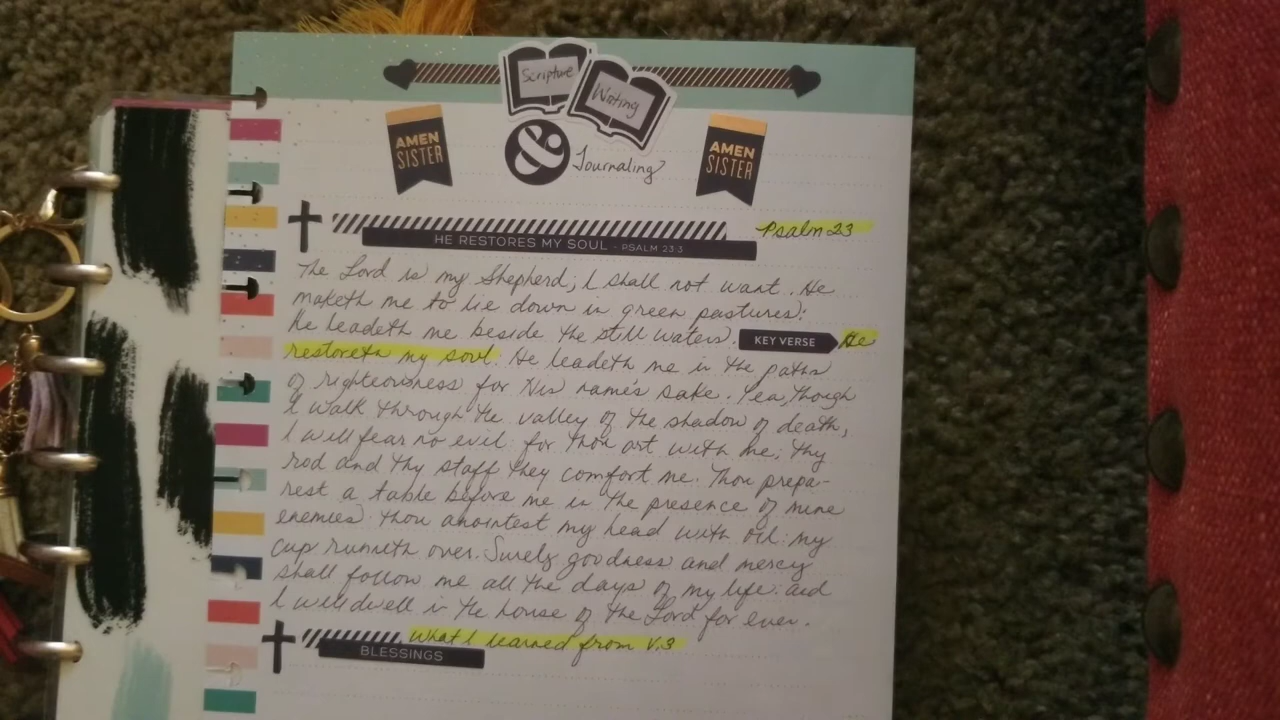 Scripture
Writing
AMEN SISTER
&
Journaling
AMEN SISTER
HE RESTORES MY SOUL - PSALM 23:3
Psalm 23
The Lord is my Shepherd; I shall not want. He
maketh me to lie down in green pastures:
He leadeth me beside the still waters. KEY VERSE He
restoreth my soul. He leadeth me in the paths
of righteousness for His name's sake. Yea, though
I walk through the valley of the shadow of death,
I will fear no evil: for thou art with me; thy
rod and thy staff they comfort me. Thou prepa-
rest a table before me in the presence of mine
enemies: thou anointest my head with oil: my
cup runneth over. Surely goodness and mercy
shall follow me all the days of my life: and
I will dwell in the house of the Lord for ever.
What I learned from v.3
BLESSINGS